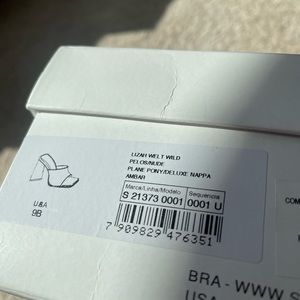 LIZAH WELT WILD
PELOS/NUDE
PLANE PONY/DELUXE NAPPA
AMBAR
Marca/Linha/Modelo Sequencia
S 21373 0001 0001 U
USA
9B
7 909829 476351
COM
BRA - WWW.S
USA